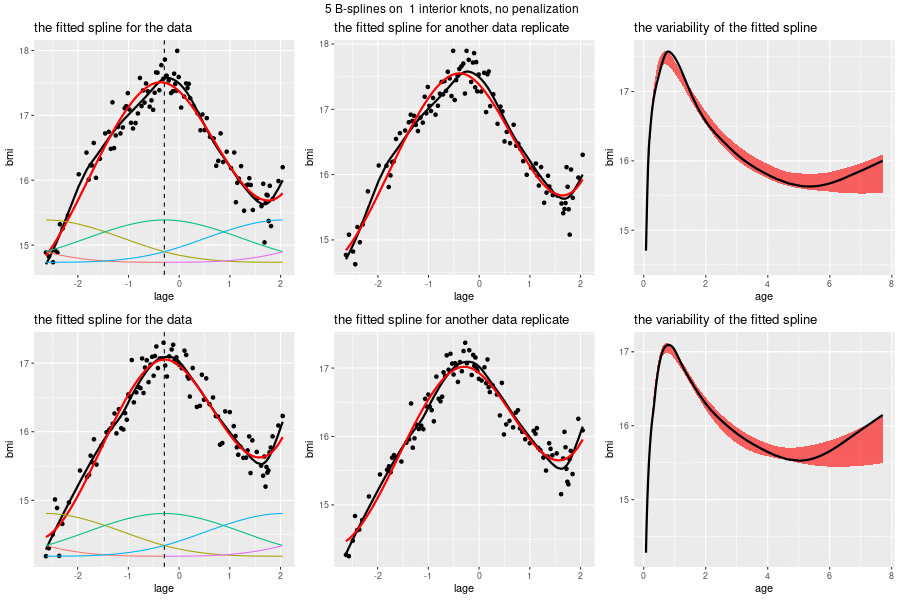 5 B-splines on 1 interior knots, no penalization
the fitted spline for the data
the fitted spline for another data replicate
the variability of the fitted spline
bmi
18
17
16
15
-2
-1
0
1
2
lage
bmi
18
17
16
15
-2
-1
0
1
2
lage
bmi
17
16
15
0
2
4
6
8
age
the fitted spline for the data
the fitted spline for another data replicate
the variability of the fitted spline
bmi
17
16
15
-2
-1
0
1
2
lage
bmi
17
16
15
-2
-1
0
1
2
lage
bmi
17
16
15
0
2
4
6
8
age